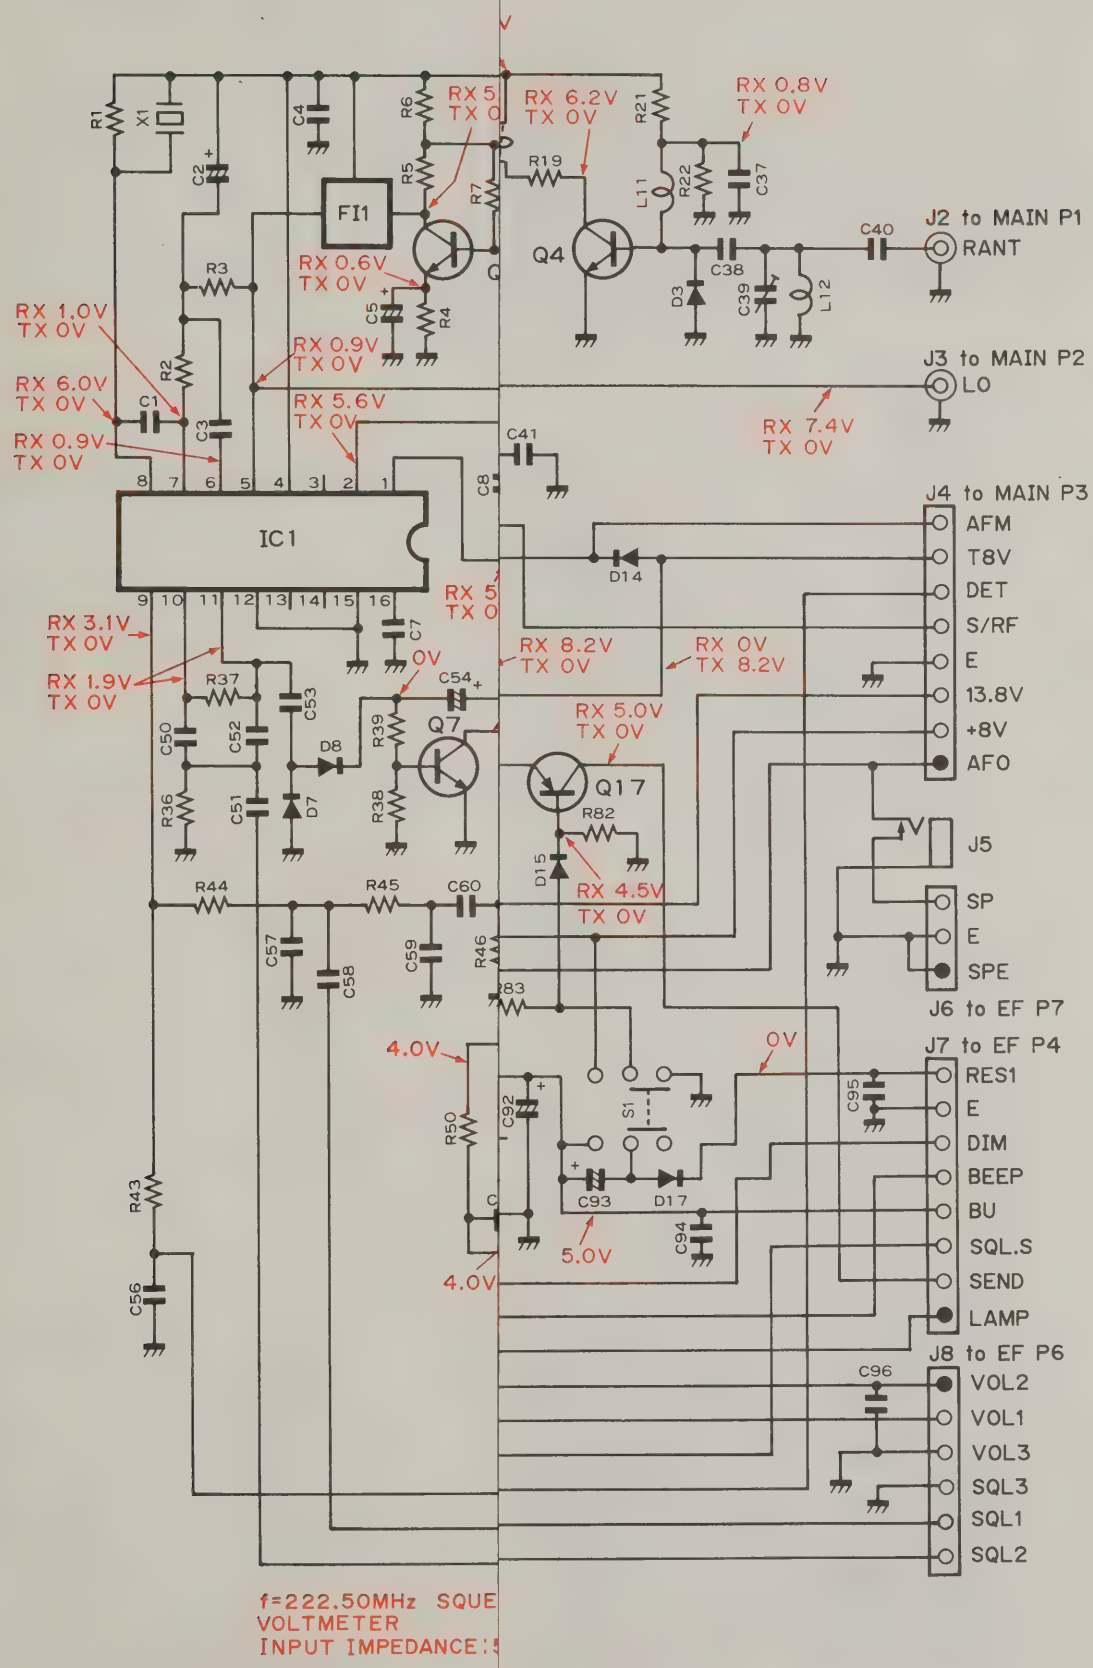 V
R1
X1
C2
+
C4
R6
RX 5
TX 0
RX 6.2V
TX 0V
R21
RX 0.8V
TX 0V
R5
R7
R19
L11
R22
C37
FI1
Q
Q4
C38
C39
L12
D3
C40
J2 to MAIN P1
RANT
R3
RX 0.6V
TX 0V
+
C5
R4
RX 1.0V
TX 0V
R2
RX 0.9V
TX 0V
J3 to MAIN P2
LO
RX 6.0V
TX 0V
C1
C3
RX 5.6V
TX 0V
RX 7.4V
TX 0V
RX 0.9V
TX 0V
C41
C8
8 7 6 5 4 3 2 1
IC1
9 10 11 12 13 14 15 16
J4 to MAIN P3
AFM
T8V
DET
S/RF
E
13.8V
+8V
AFO
D14
RX 5
TX 0
C7
RX 3.1V
TX 0V
RX 8.2V
TX 0V
RX 0V
TX 8.2V
0V
C54
+
RX 1.9V
TX 0V
R37
C53
R39
Q7
RX 5.0V
TX 0V
C50
C52
D8
Q17
R36
C51
D7
R38
R82
D15
J5
RX 4.5V
TX 0V
R44
R45
C60
SP
E
SPE
J6 to EF P7
C57
C58
C59
R46
R83
4.0V
0V
J7 to EF P4
RES1
E
DIM
BEEP
BU
SQL.S
SEND
LAMP
C95
R50
C92
+
S1
R43
+
C93
D17
C
C94
5.0V
4.0V
C56
J8 to EF P6
VOL2
VOL1
VOL3
SQL3
SQL1
SQL2
C96
f=222.50MHz SQUE
VOLTMETER
INPUT IMPEDANCE:5